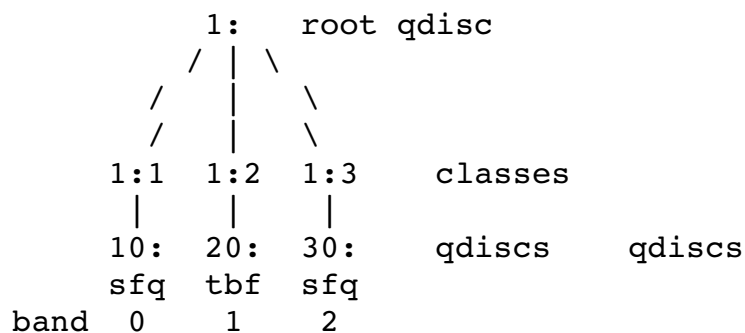 1: root qdisc
/ | \
/ | \
/ | \
1:1 1:2 1:3 classes
| | |
10: 20: 30: qdiscs qdiscs
sfq tbf sfq
band 0 1 2